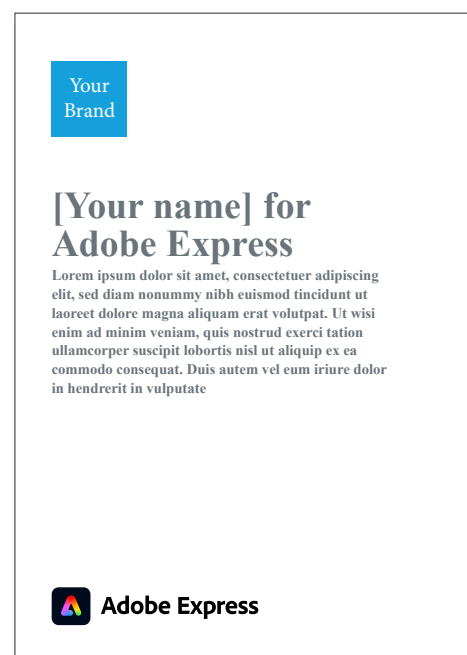 Your
Brand
[Your name] for
Adobe Express
Lorem ipsum dolor sit amet, consectetuer adipiscing
elit, sed diam nonummy nibh euismod tincidunt ut
laoreet dolore magna aliquam erat volutpat. Ut wisi
enim ad minim veniam, quis nostrud exerci tation
ullamcorper suscipit lobortis nisl ut aliquip ex ea
commodo consequat. Duis autem vel eum iriure dolor
in hendrerit in vulputate
Adobe Express